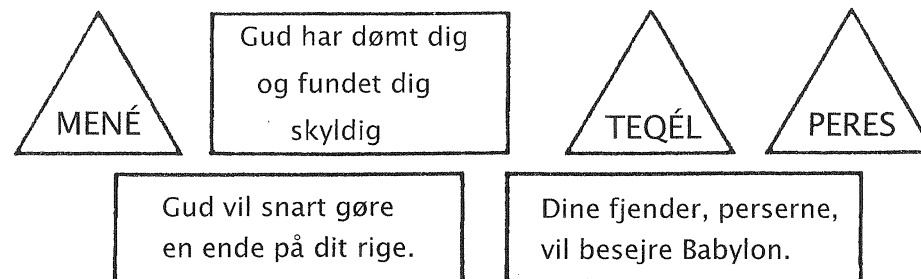 MENÉ
Gud har dømt dig
og fundet dig
skyldig
TEQÉL
PERES
Gud vil snart gøre
en ende på dit rige.
Dine fjender, perserne,
vil besejre Babylon.